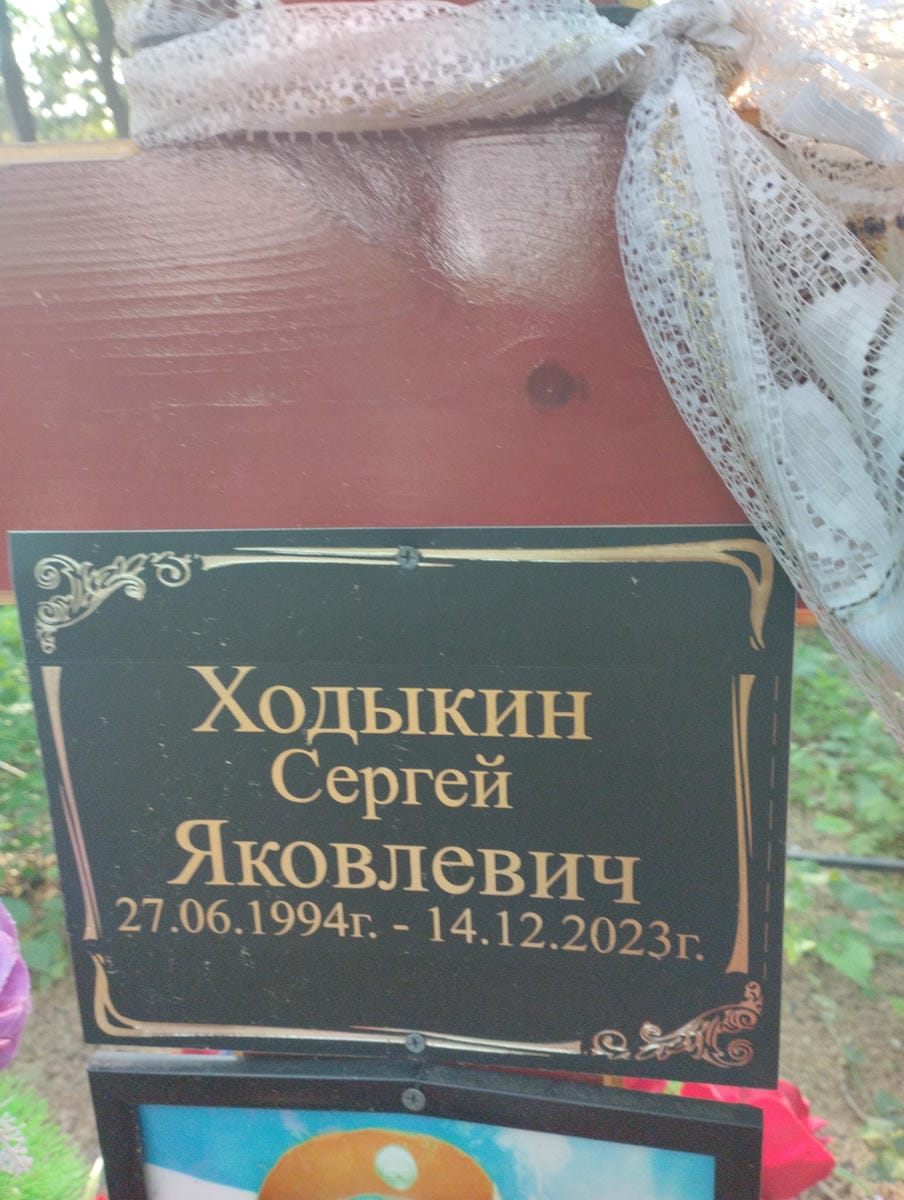 Ходыкин
Сергей
Яковлевич
27.06.1994г. - 14.12.2023г.